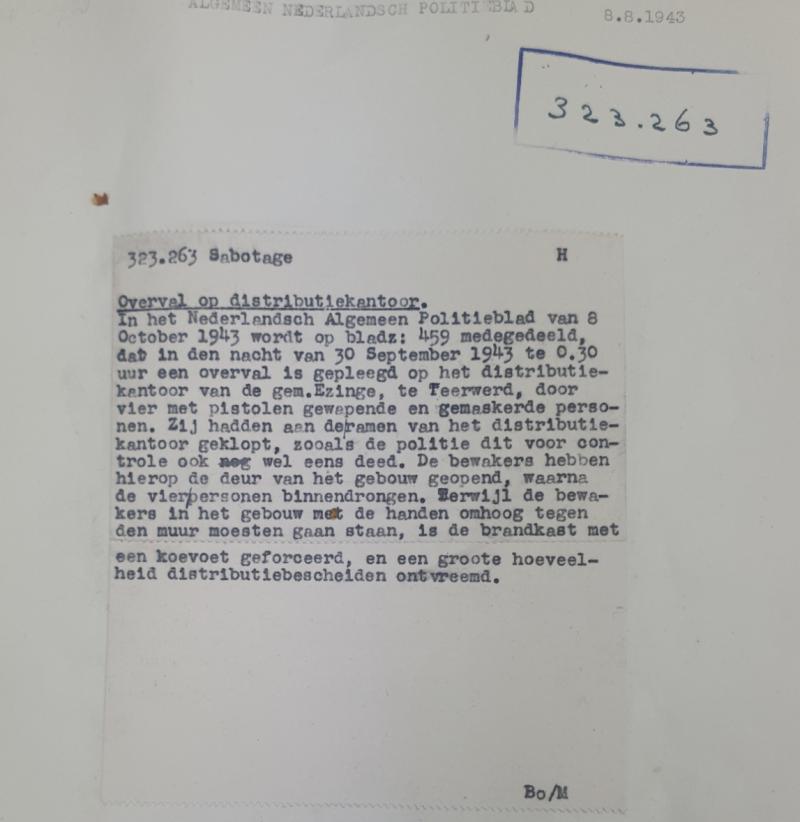 ALGEMEEN NEDERLANDSCH POLITIEBLAD 8.8.1943
323.263
323.263 Sabotage H
Overval op distributiekantoor.
In het Nederlandsch Algemeen Politieblad van 8
October 1943 wordt op bladz: 459 medegedeeld,
dat in den nacht van 30 September 1943 te 0.30
uur een overval is gepleegd op het distributie-
kantoor van de gem.Ezinge, te Feerwerd, door
vier met pistolen gewapende en gemaskerde perso-
nen. Zij hadden aan de ramen van het distributie-
kantoor geklopt, zooals de politie dit voor con-
trole ook wel eens deed. De bewakers hebben
hierop de deur van het gebouw geopend, waarna
de vier personen binnendrongen. Terwijl de bewa-
kers in het gebouw met de handen omhoog tegen
den muur moesten gaan staan, is de brandkast met
een koevoet geforceerd, en een groote hoeveel-
heid distributiebescheiden ontvreemd.
Bo/M